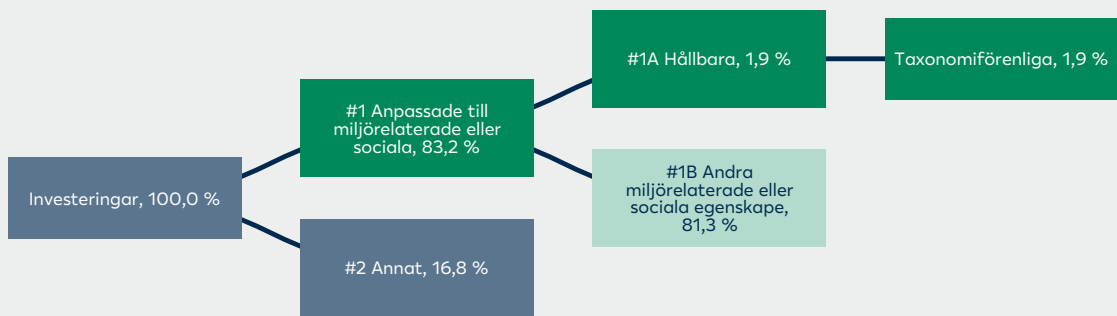 #1A Hållbara, 1,9 %
Taxonomiförenliga, 1,9 %
#1 Anpassade till
miljörelaterade eller
sociala, 83,2 %
Investeringar, 100,0 %
#1B Andra
miljörelaterade eller
sociala egenskape,
81,3 %
#2 Annat, 16,8 %